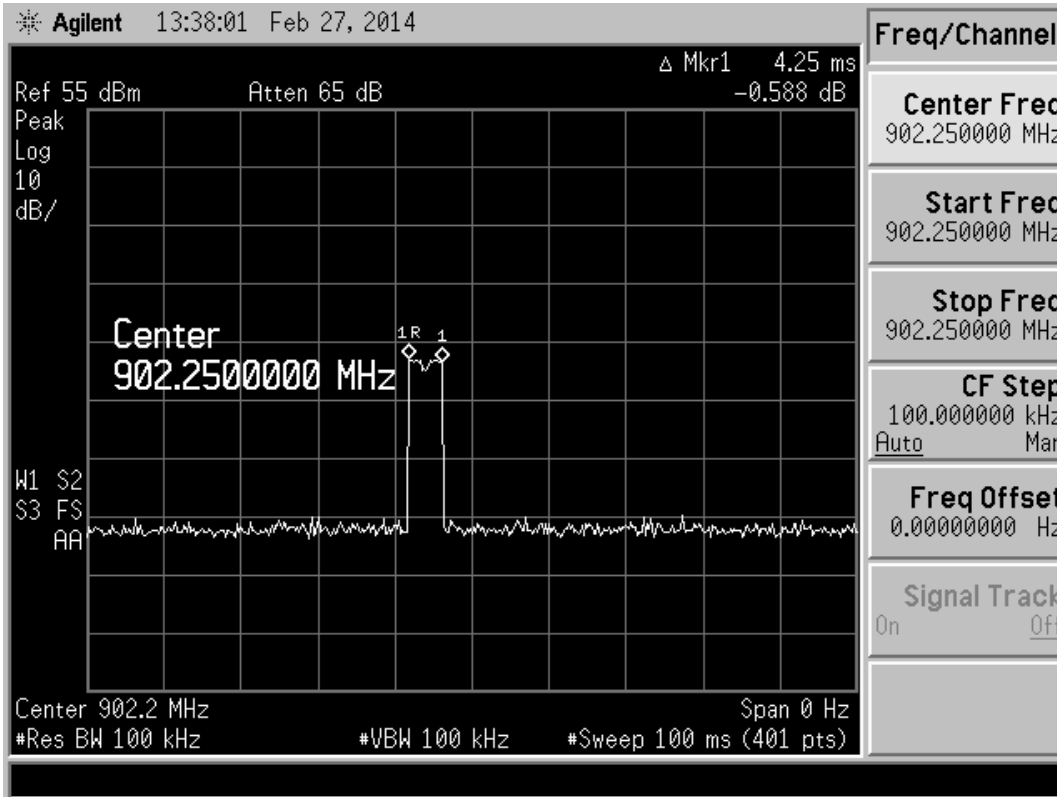 Agilent 13:38:01 Feb 27, 2014
Δ Mkr1 4.25 ms
Ref 55 dBm Atten 65 dB -0.588 dB
Peak
Log
10
dB/
1R 1
Center
902.2500000 MHz
W1 S2
S3 FS
AA
Center 902.2 MHz Span 0 Hz
#Res BW 100 kHz #VBW 100 kHz #Sweep 100 ms (401 pts)
Freq/Channel
Center Freq
902.250000 MHz
Start Freq
902.250000 MHz
Stop Freq
902.250000 MHz
CF Step
100.000000 kHz
Auto Man
Freq Offset
0.00000000 Hz
Signal Track
On Off